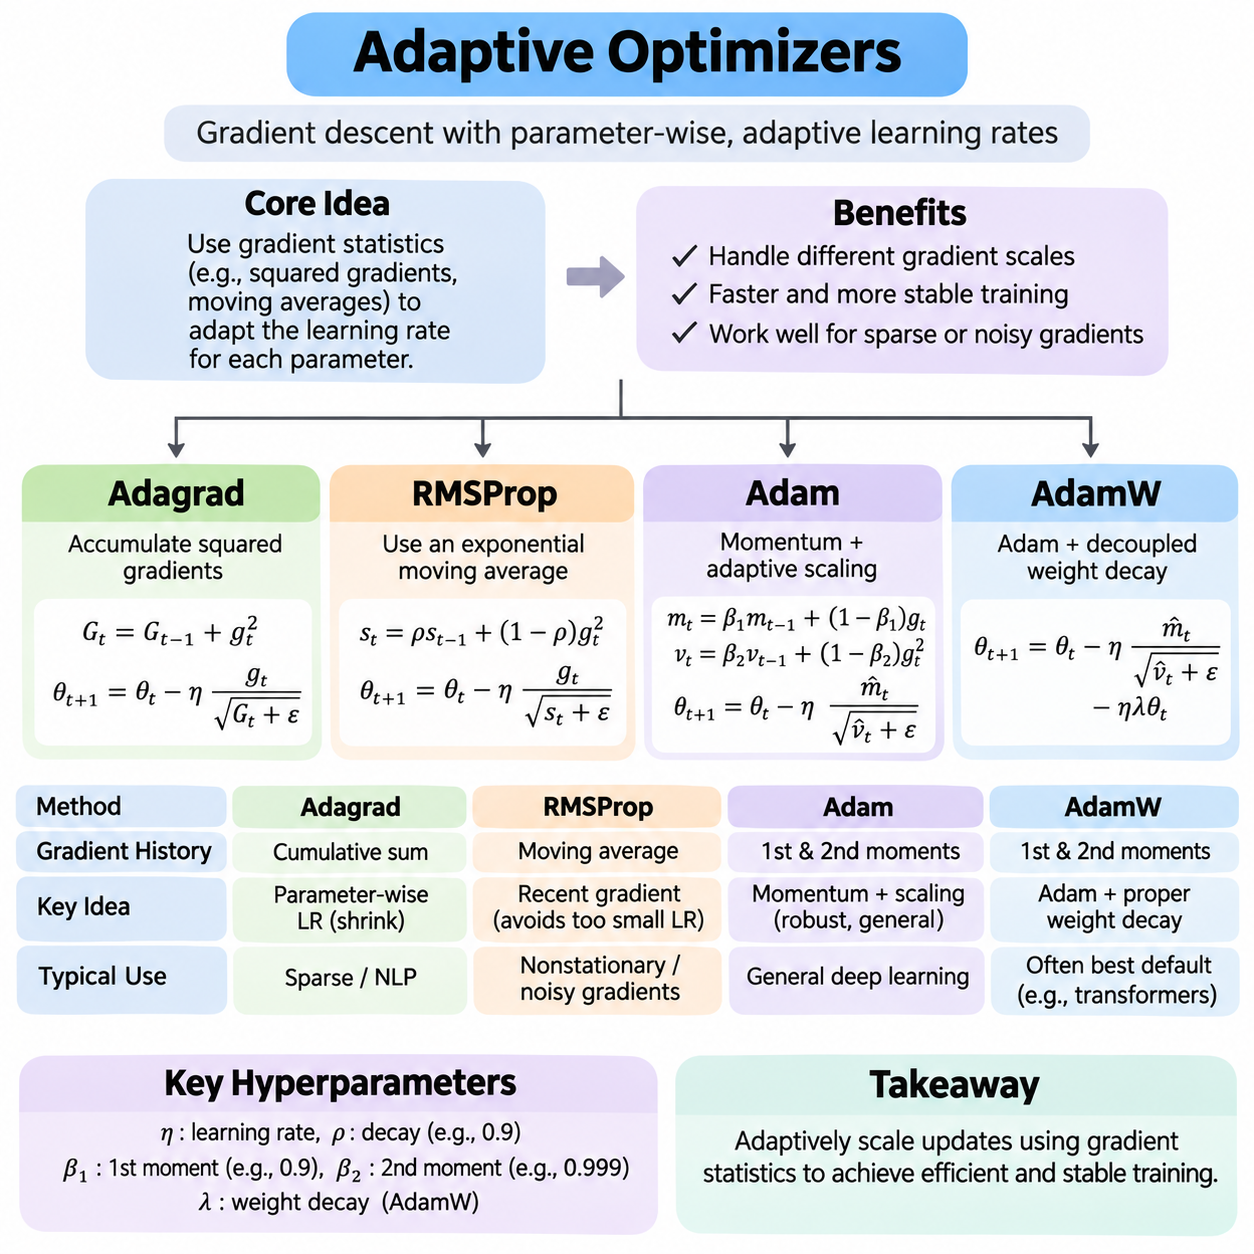 Adaptive Optimizers
Gradient descent with parameter-wise, adaptive learning rates
Core Idea
Use gradient statistics
(e.g., squared gradients,
moving averages) to
adapt the learning rate
for each parameter.
Benefits
✓ Handle different gradient scales
✓ Faster and more stable training
✓ Work well for sparse or noisy gradients
Adagrad
Accumulate squared
gradients
G_t = G_{t−1} + g_t^2
θ_{t+1} = θ_t − η g_t / √(G_t + ε)
RMSProp
Use an exponential
moving average
s_t = ρs_{t−1} + (1 − ρ)g_t^2
θ_{t+1} = θ_t − η g_t / √(s_t + ε)
Adam
Momentum +
adaptive scaling
m_t = β_1m_{t−1} + (1 − β_1)g_t
v_t = β_2v_{t−1} + (1 − β_2)g_t^2
θ_{t+1} = θ_t − η m̂_t / √(v̂_t + ε)
AdamW
Adam + decoupled
weight decay
θ_{t+1} = θ_t − η m̂_t / √(v̂_t + ε)
− ηλθ_t
Method Adagrad RMSProp Adam AdamW
Gradient History Cumulative sum Moving average 1st & 2nd moments 1st & 2nd moments
Key Idea
Parameter-wise
LR (shrink)
Recent gradient
(avoids too small LR)
Momentum + scaling
(robust, general)
Adam + proper
weight decay
Typical Use
Sparse / NLP
Nonstationary /
noisy gradients
General deep learning
Often best default
(e.g., transformers)
Key Hyperparameters
η : learning rate, ρ : decay (e.g., 0.9)
β_1 : 1st moment (e.g., 0.9), β_2 : 2nd moment (e.g., 0.999)
λ : weight decay (AdamW)
Takeaway
Adaptively scale updates using gradient
statistics to achieve efficient and stable training.